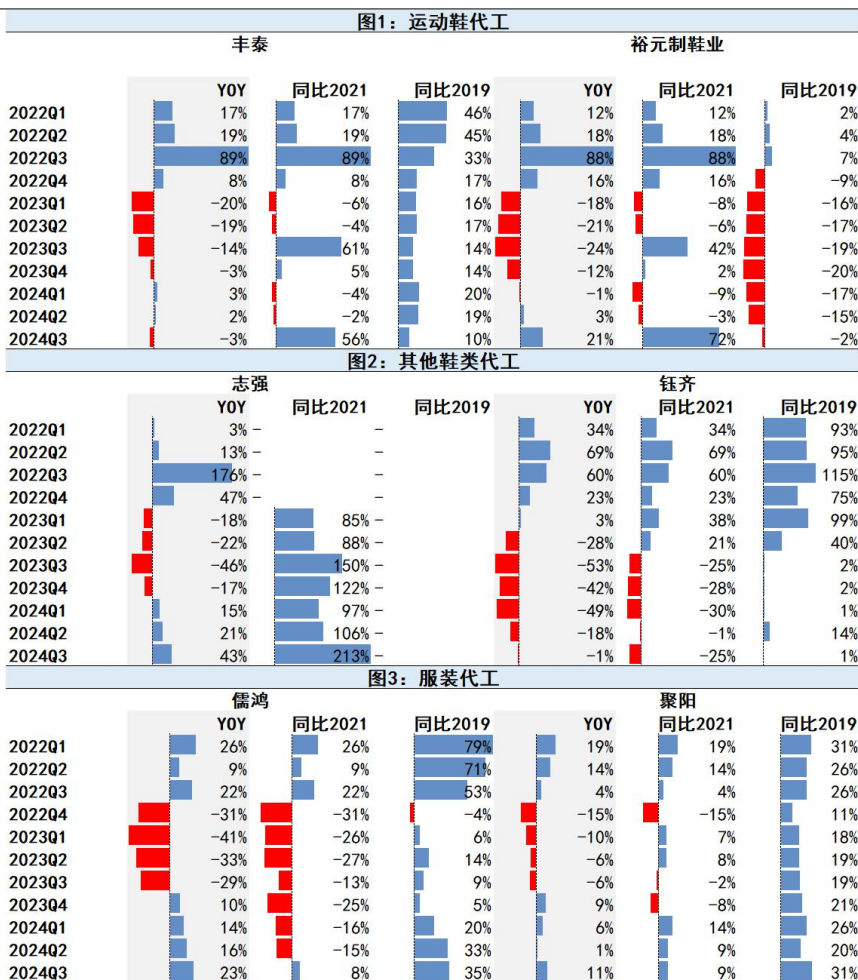 图1：运动鞋代工
丰泰 裕元制鞋业
YOY 同比2021 同比2019 YOY 同比2021 同比2019
2022Q1 17% 17% 46% 12% 12% 2%
2022Q2 19% 19% 45% 18% 18% 4%
2022Q3 89% 89% 33% 88% 88% 7%
2022Q4 8% 8% 17% 16% 16% -9%
2023Q1 -20% -6% 16% -18% -8% -16%
2023Q2 -19% -4% 17% -21% -6% -17%
2023Q3 -14% 61% 14% -24% 42% -19%
2023Q4 -3% 5% 14% -12% 2% -20%
2024Q1 3% -4% 20% -1% -9% -17%
2024Q2 2% -2% 19% 3% -3% -15%
2024Q3 -3% 56% 10% 21% 72% -2%
图2：其他鞋类代工
志强 钰齐
YOY 同比2021 同比2019 YOY 同比2021 同比2019
2022Q1 3% - - 34% 34% 93%
2022Q2 13% - - 69% 69% 95%
2022Q3 176% - - 60% 60% 115%
2022Q4 47% - - 23% 23% 75%
2023Q1 -18% 85% - 3% 38% 99%
2023Q2 -22% 88% - -28% 21% 40%
2023Q3 -46% 150% - -53% -25% 2%
2023Q4 -17% 122% - -42% -28% 2%
2024Q1 15% 97% - -49% -30% 1%
2024Q2 21% 106% - -18% -1% 14%
2024Q3 43% 213% - -1% -25% 1%
图3：服装代工
儒鸿 聚阳
YOY 同比2021 同比2019 YOY 同比2021 同比2019
2022Q1 26% 26% 79% 19% 19% 31%
2022Q2 9% 9% 71% 14% 14% 26%
2022Q3 22% 22% 53% 4% 4% 26%
2022Q4 -31% -31% -4% -15% -15% 11%
2023Q1 -41% -26% 6% -10% 7% 18%
2023Q2 -33% -27% 14% -6% 8% 19%
2023Q3 -29% -13% 9% -6% -2% 19%
2023Q4 10% -25% 5% 9% -8% 21%
2024Q1 14% -16% 20% 6% 14% 26%
2024Q2 16% -15% 33% 1% 9% 20%
2024Q3 23% 8% 35% 11% 9% 31%